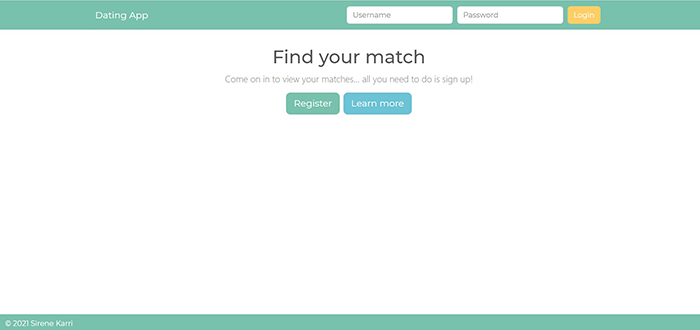 Dating App Username Password Login
Find your match
Come on in to view your matches... all you need to do is sign up!
Register Learn more
© 2021 Sirene Karri